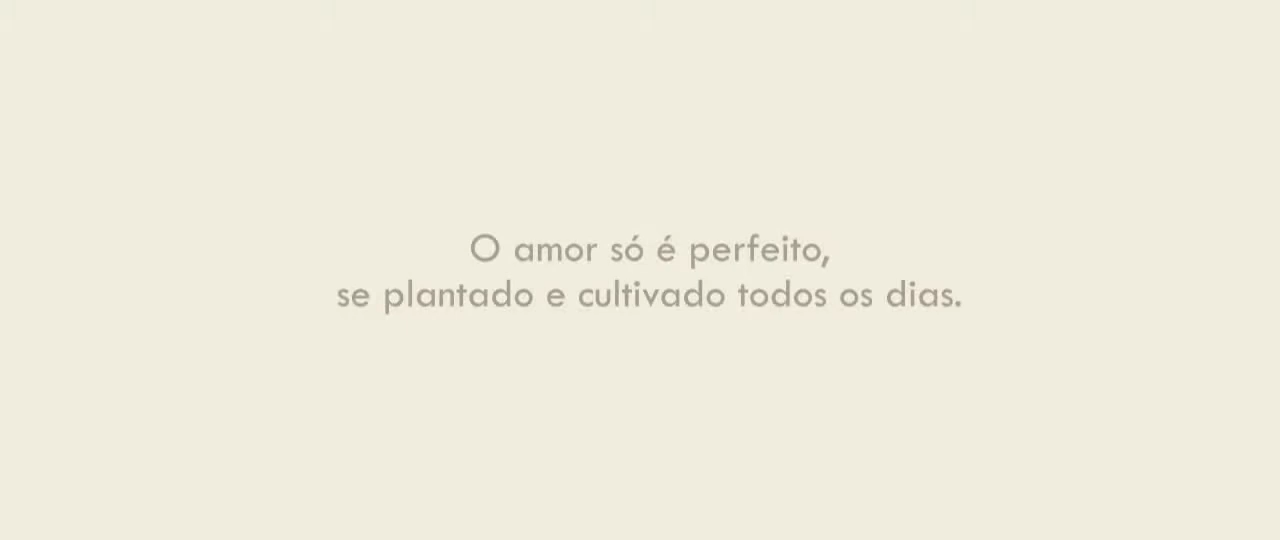 O amor só é perfeito,
se plantado e cultivado todos os dias.